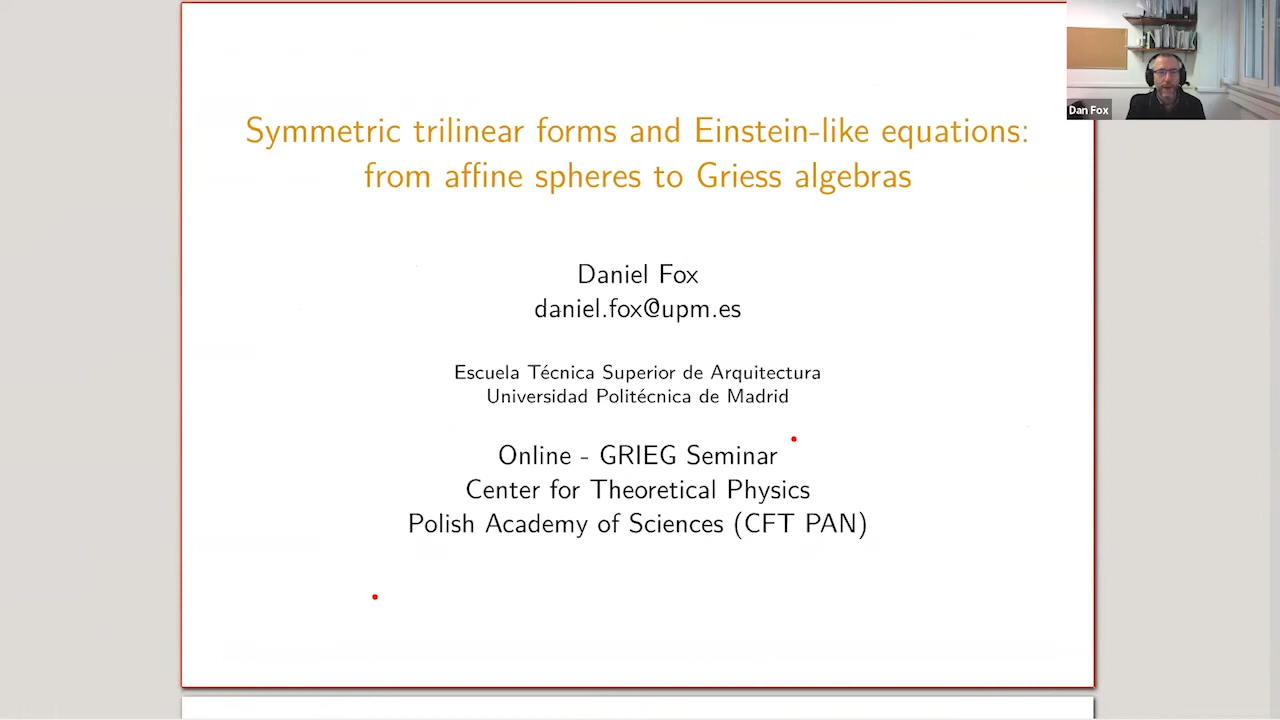 Symmetric trilinear forms and Einstein-like equations:
from affine spheres to Griess algebras
Daniel Fox
daniel.fox@upm.es
Escuela Técnica Superior de Arquitectura
Universidad Politécnica de Madrid
Online - GRIEG Seminar
Center for Theoretical Physics
Polish Academy of Sciences (CFT PAN)
Dan Fox